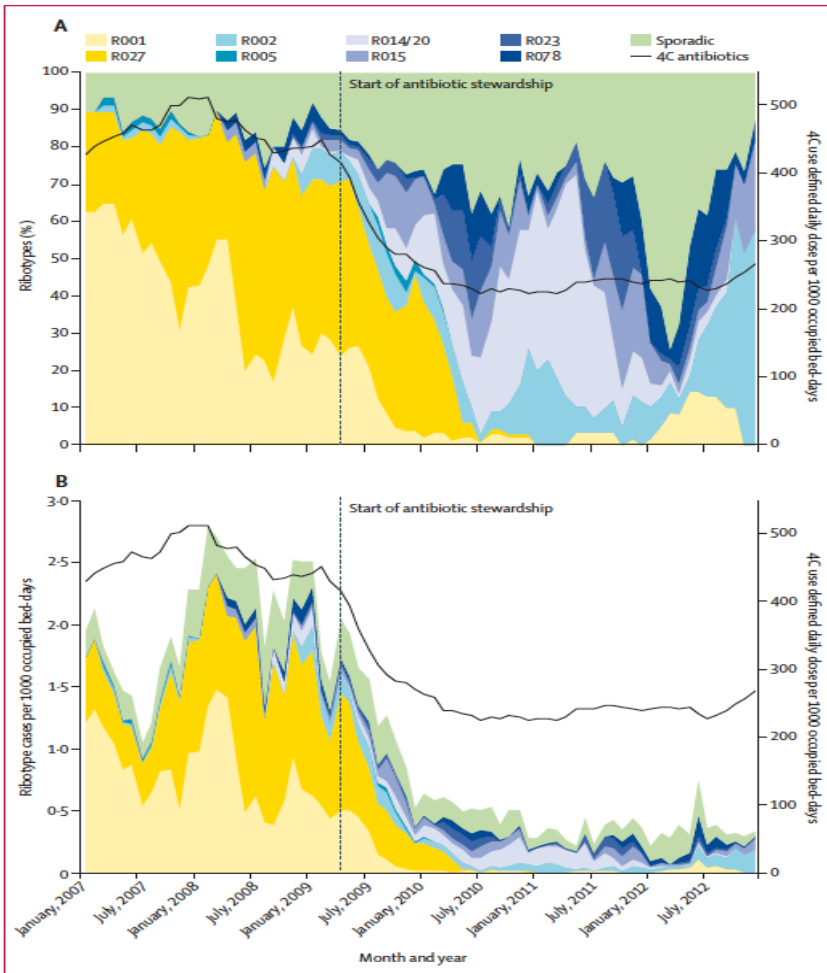 A
R001 R002 R014/20 R023 Sporadic
R027 R005 R015 R078 4C antibiotics
Start of antibiotic stewardship
100
90
80
70
60
50
40
30
20
10
0
Ribotypes (%)
500
400
300
200
100
0
4C use defined daily dose per 1000 occupied bed-days
B
Start of antibiotic stewardship
3·0
2·5
2·0
1·5
1·0
0·5
0
Ribotype cases per 1000 occupied bed-days
500
400
300
200
100
0
4C use defined daily dose per 1000 occupied bed-days
January, 2007
July, 2007
January, 2008
July, 2008
January, 2009
July, 2009
January, 2010
July, 2010
January, 2011
July, 2011
January, 2012
July, 2012
Month and year